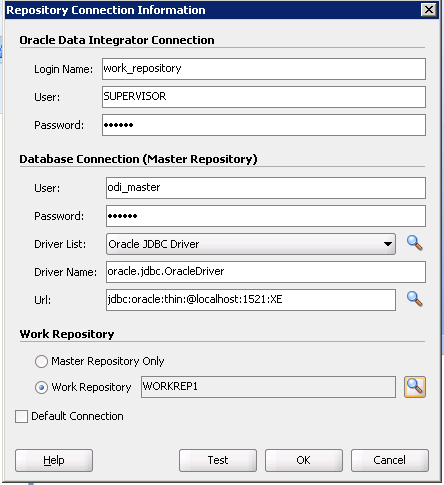 Repository Connection Information
Oracle Data Integrator Connection
Login Name: work_repository
User: SUPERVISOR
Password: ••••••
Database Connection (Master Repository)
User: odi_master
Password: ••••••
Driver List: Oracle JDBC Driver
Driver Name: oracle.jdbc.OracleDriver
Url: jdbc:oracle:thin:@localhost:1521:XE
Work Repository
Master Repository Only
Work Repository WORKREP1
Default Connection
Help Test OK Cancel